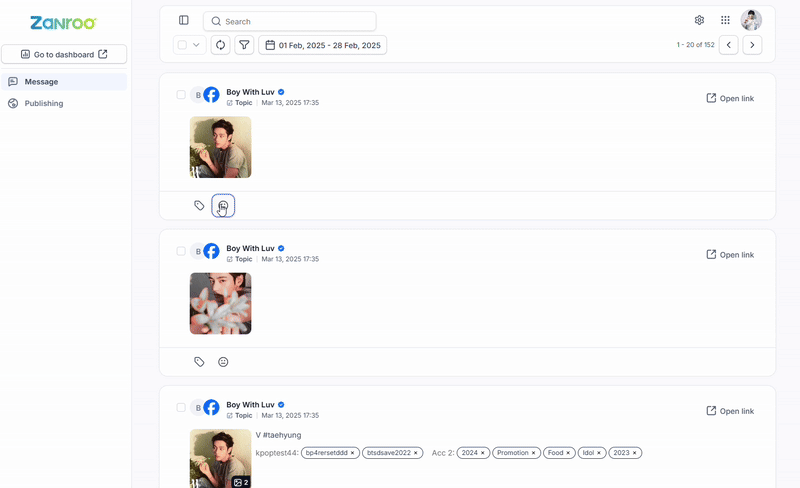 Zanroo
Search
Go to dashboard
01 Feb, 2025 - 28 Feb, 2025
1 - 20 of 152
Message
Publishing
B
Boy With Luv
Topic | Mar 13, 2025 17:35
Open link
B
Boy With Luv
Topic | Mar 13, 2025 17:35
Open link
B
Boy With Luv
Topic | Mar 13, 2025 17:35
Open link
V #taehyung
kpoptest44: bp4rersetddd × btsdsave2022 × Acc 2: 2024 × Promotion × Food × Idol × 2023 ×
2